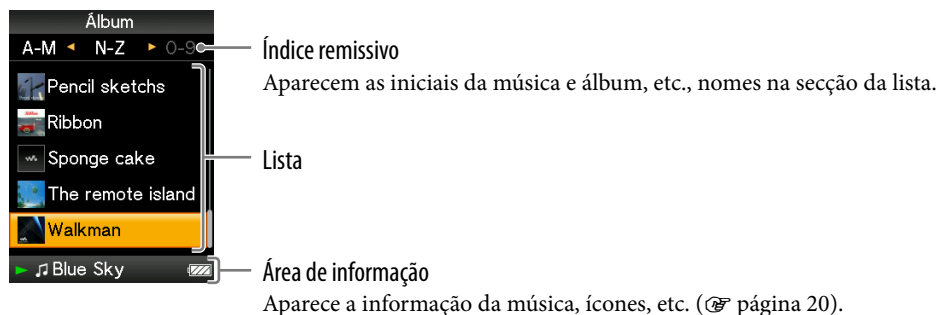 Álbum
A-M ◄ N-Z ► 0-9
Índice remissivo
Aparecem as iniciais da música e álbum, etc., nomes na secção da lista.
Pencil sketchs
Ribbon
Sponge cake
Lista
The remote island
Walkman
Blue Sky
Área de informação
Aparece a informação da música, ícones, etc. (☞ página 20).